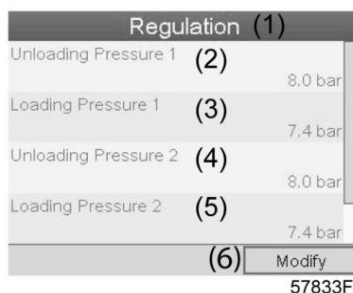 Regulation (1)
Unloading Pressure 1 (2)
8.0 bar
Loading Pressure 1 (3)
7.4 bar
Unloading Pressure 2 (4)
8.0 bar
Loading Pressure 2 (5)
7.4 bar
(6) Modify
57833F